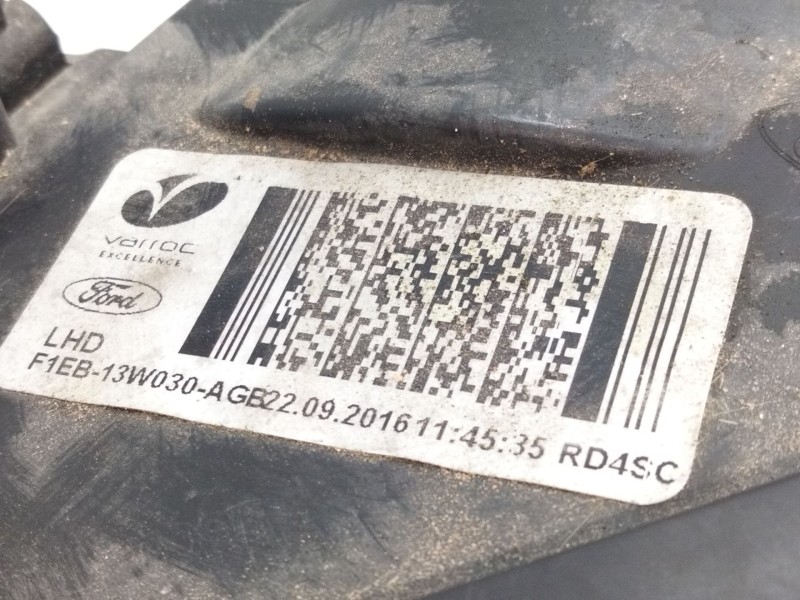 varroc
EXCELLENCE
Ford
LHD
F1EB-13W030-AGB22.09.2016 11:45:35 RD4SC